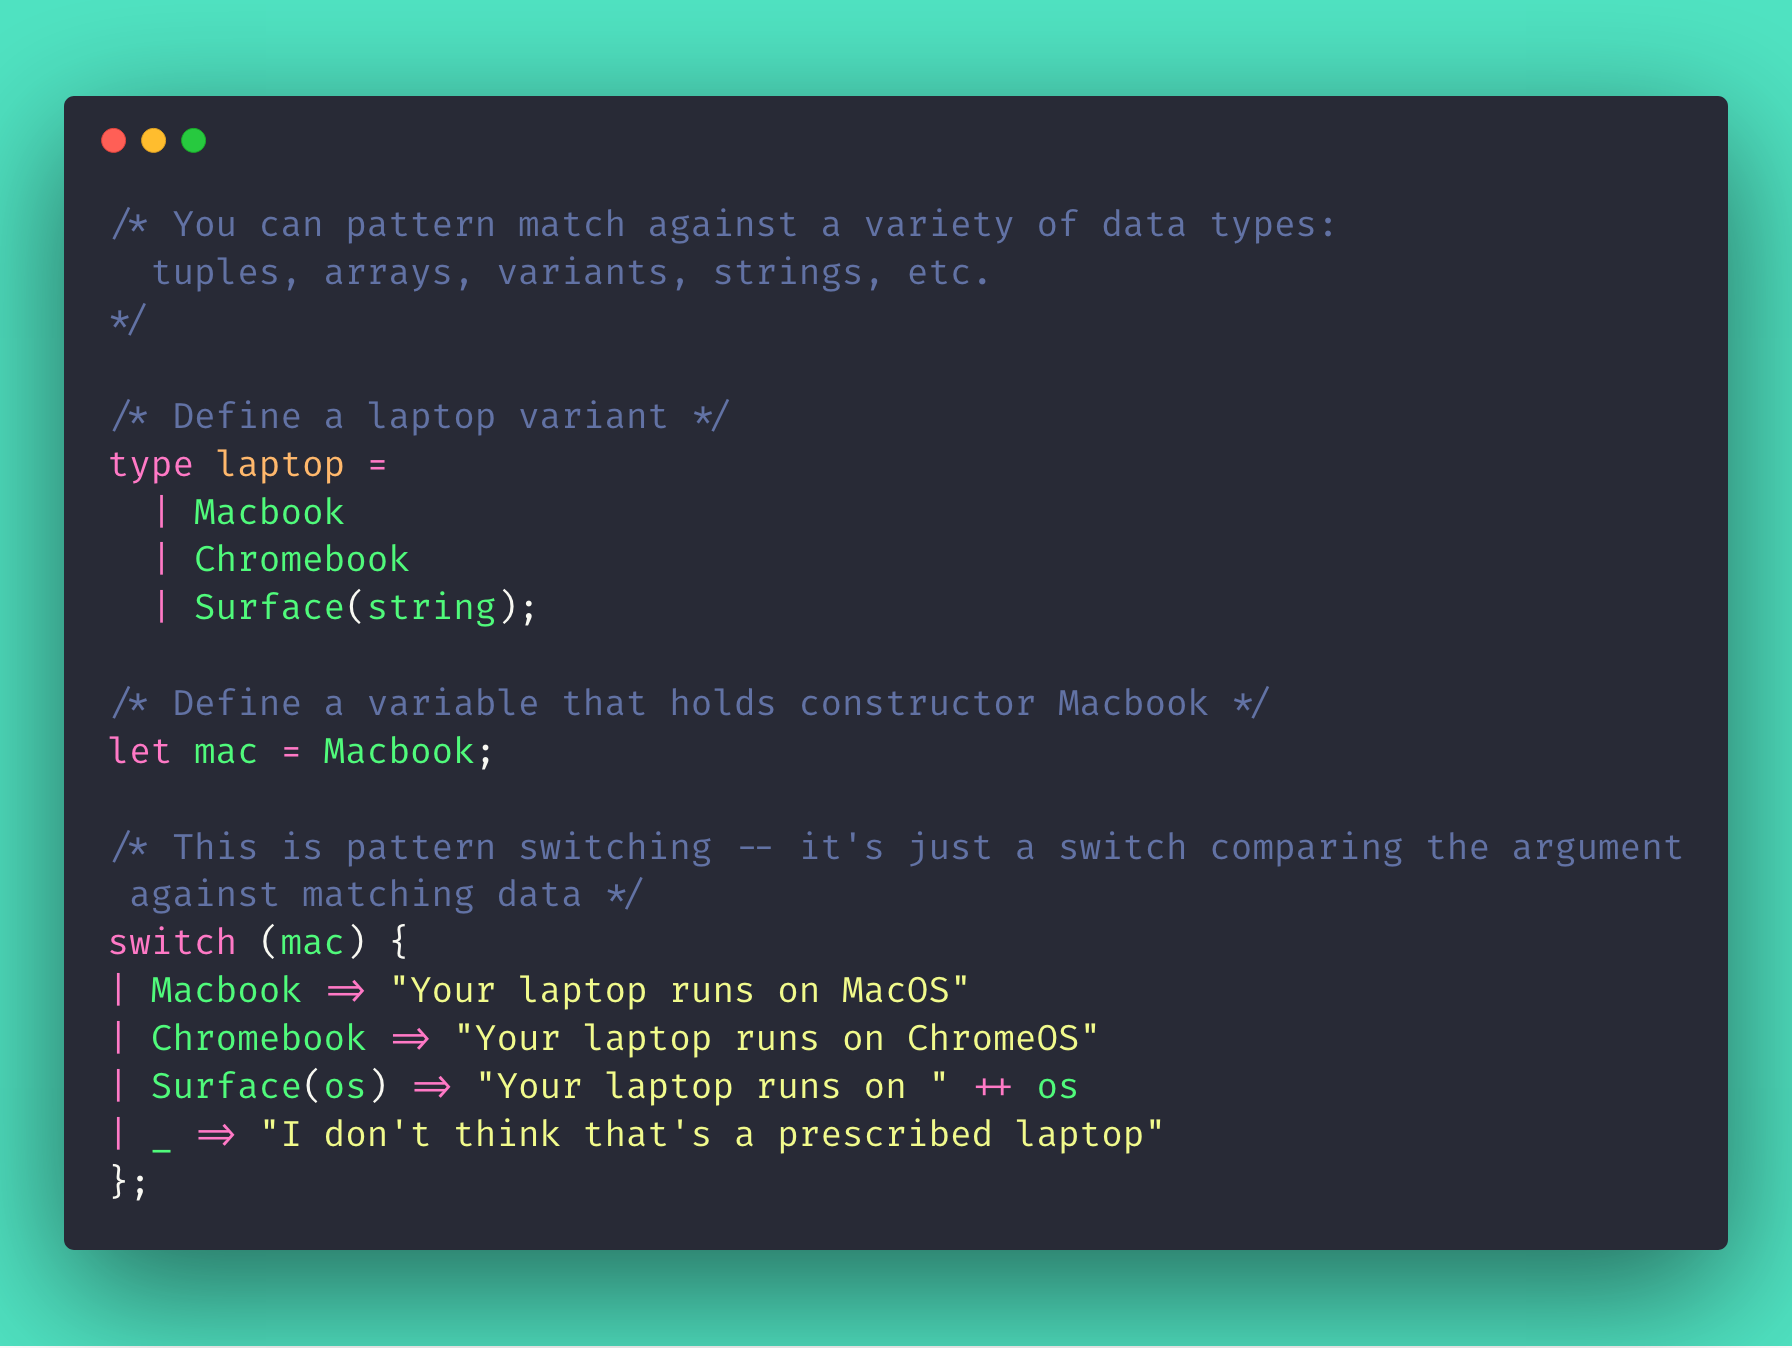 /* You can pattern match against a variety of data types:
  tuples, arrays, variants, strings, etc.
*/

/* Define a laptop variant */
type laptop =
  | Macbook
  | Chromebook
  | Surface(string);

/* Define a variable that holds constructor Macbook */
let mac = Macbook;

/* This is pattern switching -- it's just a switch comparing the argument
 against matching data */
switch (mac) {
| Macbook => "Your laptop runs on MacOS"
| Chromebook => "Your laptop runs on ChromeOS"
| Surface(os) => "Your laptop runs on " ++ os
| _ => "I don't think that's a prescribed laptop"
};